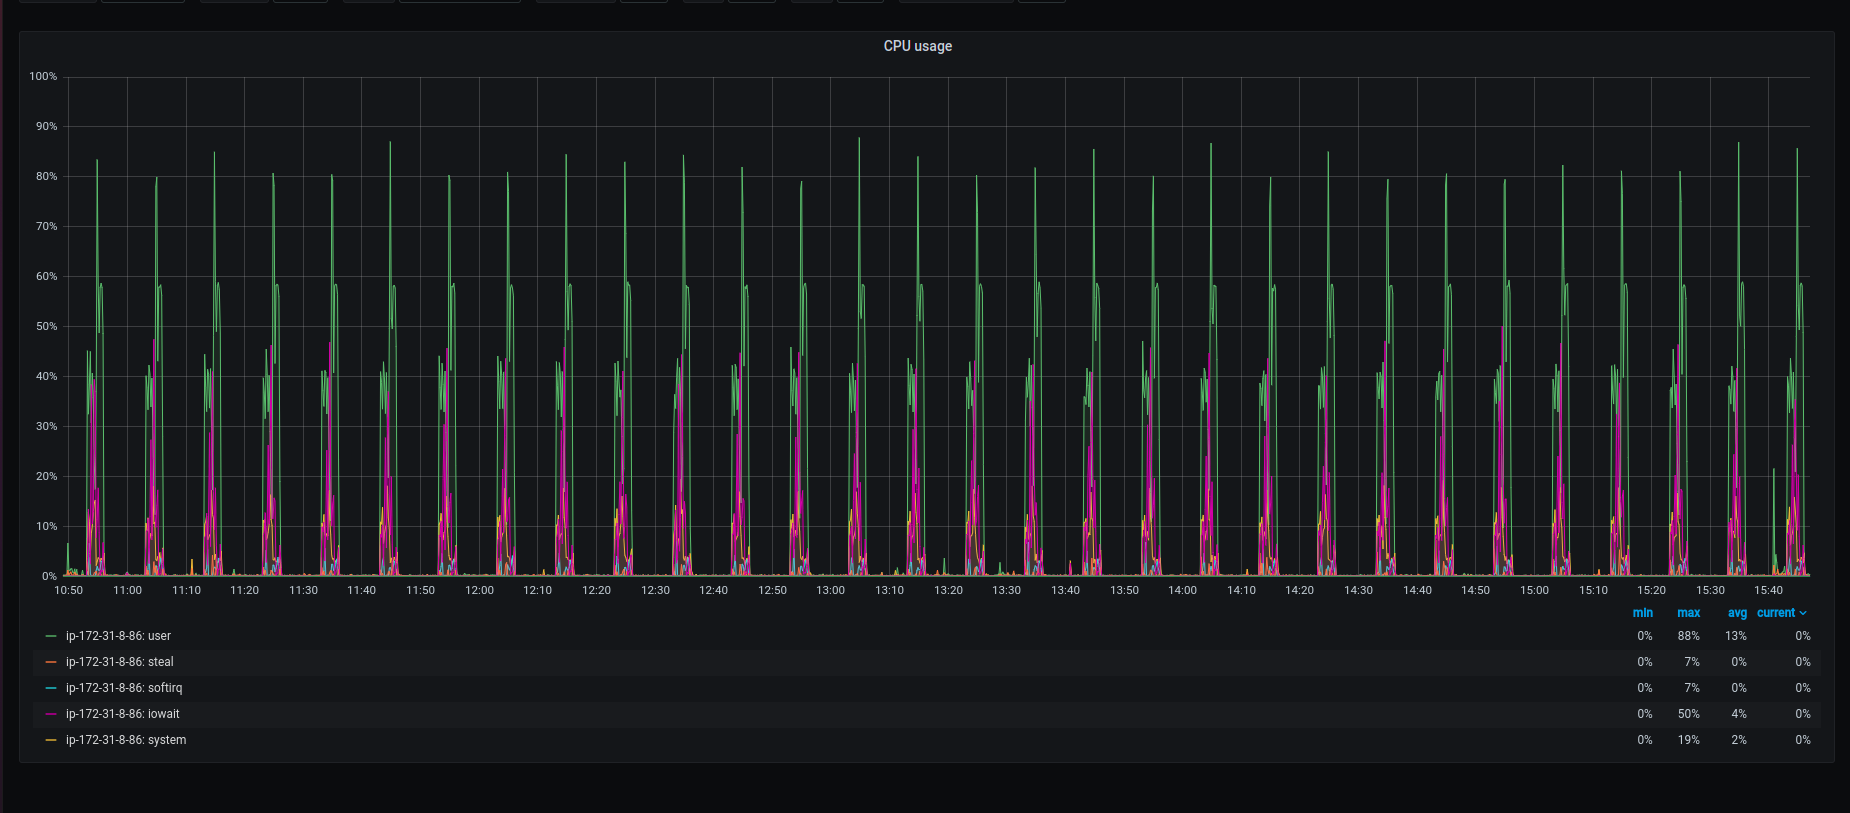 CPU usage
100%
90%
80%
70%
60%
50%
40%
30%
20%
10%
0%
10:50 11:00 11:10 11:20 11:30 11:40 11:50 12:00 12:10 12:20 12:30 12:40 12:50 13:00 13:10 13:20 13:30 13:40 13:50 14:00 14:10 14:20 14:30 14:40 14:50 15:00 15:10 15:20 15:30 15:40
min max avg current
ip-172-31-8-86: user 0% 88% 13% 0%
ip-172-31-8-86: steal 0% 7% 0% 0%
ip-172-31-8-86: softirq 0% 7% 0% 0%
ip-172-31-8-86: iowait 0% 50% 4% 0%
ip-172-31-8-86: system 0% 19% 2% 0%